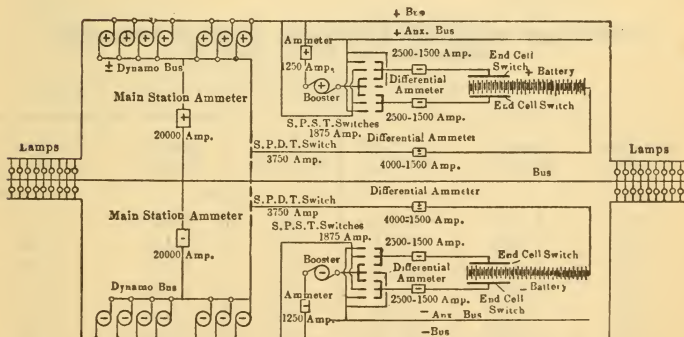 + Bus
+ Aux. Bus
Ammeter
+
1250 Amp.
+
Booster
2500-1500 Amp.
Differential
Ammeter
2500-1500 Amp.
End Cell
Switch
+ Battery
End Cell Switch
± Dynamo Bus
Main Station Ammeter
+
20000 Amp.
S.P.S.T. Switches
1875 Amp.
Differential Ammeter
S.P.D.T. Switch
3750 Amp.
±
4000-1500 Amp.
Lamps
Lamps
Bus
Differential Ammeter
S.P.D.T. Switch
3750 Amp
±
4000=1500 Amp.
Main Station Ammeter
-
20000 Amp.
S.P.S.T. Switches
1875 Amp.
2500-1500 Amp.
Booster
-
Differential
Ammeter
2500-1500 Amp.
End Cell Switch
- Battery
End Cell
Switch
Dynamo Bus
Ammeter
-
1250 Amp.
- Aux Bus
-Bus